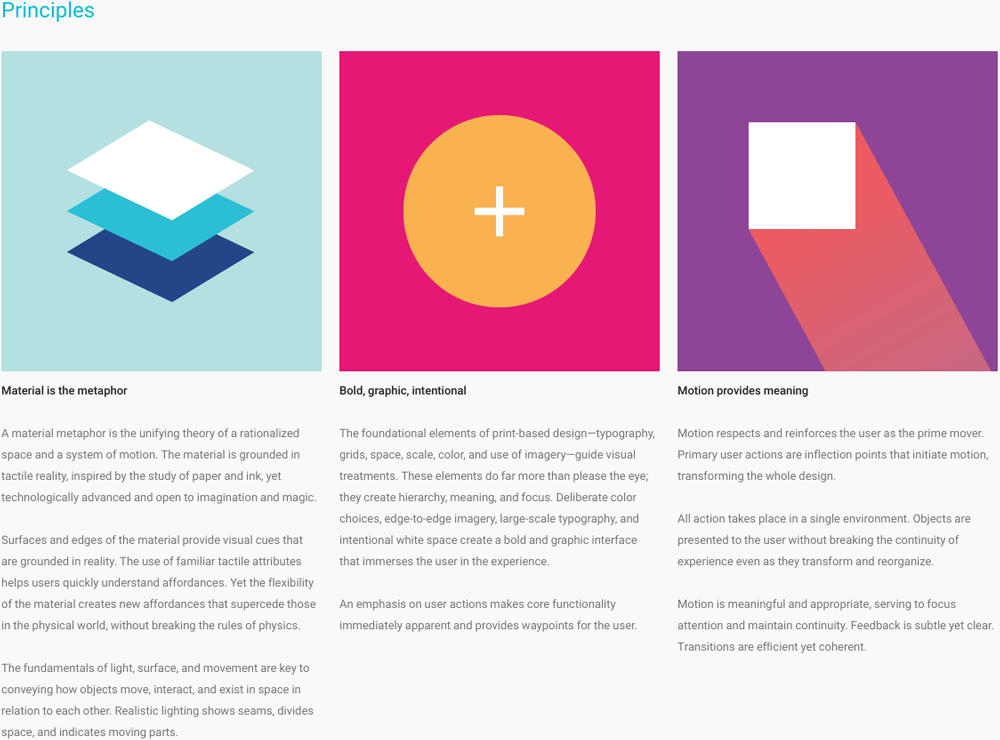 Principles
Material is the metaphor
A material metaphor is the unifying theory of a rationalized
space and a system of motion. The material is grounded in
tactile reality, inspired by the study of paper and ink, yet
technologically advanced and open to imagination and magic.
Surfaces and edges of the material provide visual cues that
are grounded in reality. The use of familiar tactile attributes
helps users quickly understand affordances. Yet the flexibility
of the material creates new affordances that supercede those
in the physical world, without breaking the rules of physics.
The fundamentals of light, surface, and movement are key to
conveying how objects move, interact, and exist in space in
relation to each other. Realistic lighting shows seams, divides
space, and indicates moving parts.
Bold, graphic, intentional
The foundational elements of print-based design—typography,
grids, space, scale, color, and use of imagery—guide visual
treatments. These elements do far more than please the eye;
they create hierarchy, meaning, and focus. Deliberate color
choices, edge-to-edge imagery, large-scale typography, and
intentional white space create a bold and graphic interface
that immerses the user in the experience.
An emphasis on user actions makes core functionality
immediately apparent and provides waypoints for the user.
Motion provides meaning
Motion respects and reinforces the user as the prime mover.
Primary user actions are inflection points that initiate motion,
transforming the whole design.
All action takes place in a single environment. Objects are
presented to the user without breaking the continuity of
experience even as they transform and reorganize.
Motion is meaningful and appropriate, serving to focus
attention and maintain continuity. Feedback is subtle yet clear.
Transitions are efficient yet coherent.